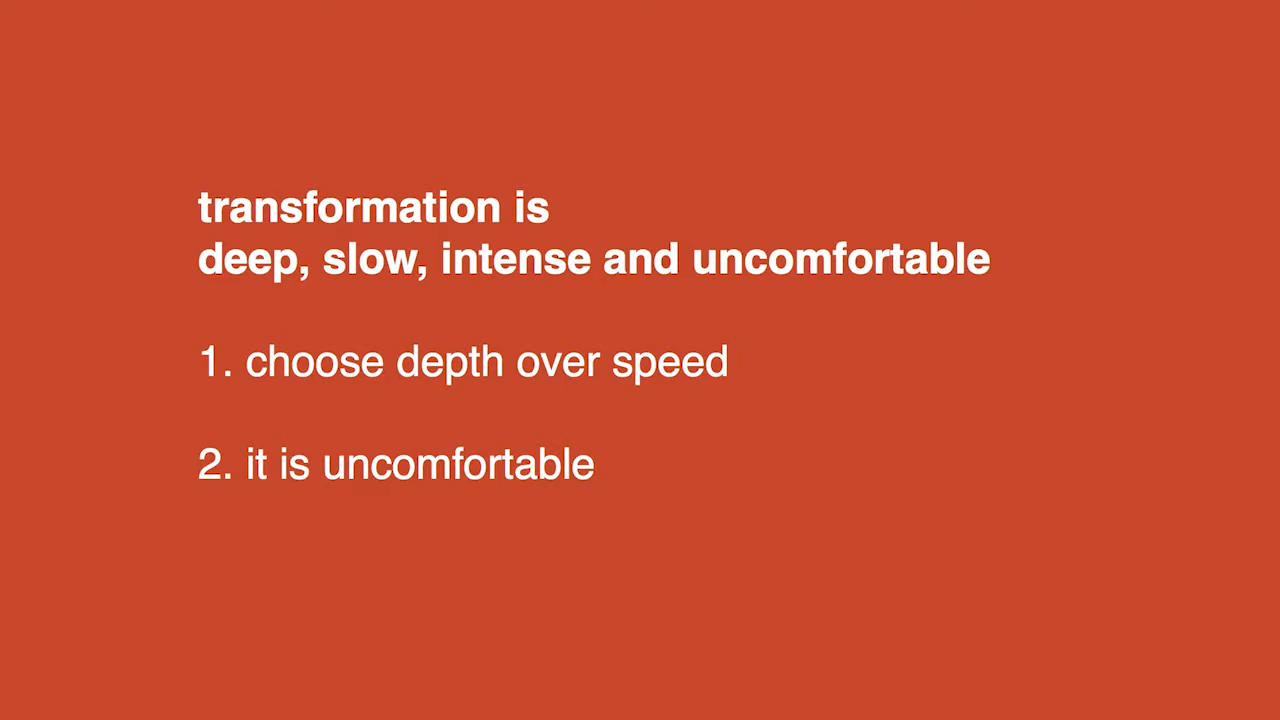 transformation is
deep, slow, intense and uncomfortable
1. choose depth over speed
2. it is uncomfortable